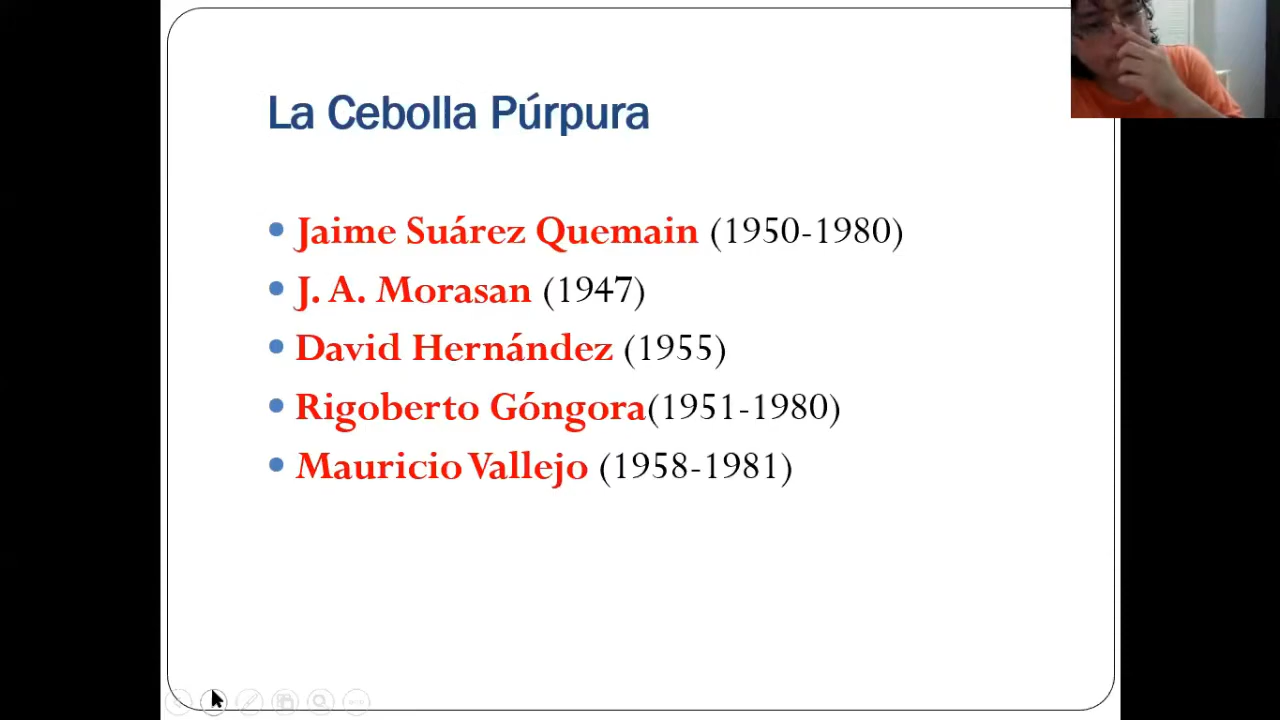 La Cebolla Púrpura
• Jaime Suárez Quemain (1950-1980)
• J. A. Morasan (1947)
• David Hernández (1955)
• Rigoberto Góngora(1951-1980)
• Mauricio Vallejo (1958-1981)